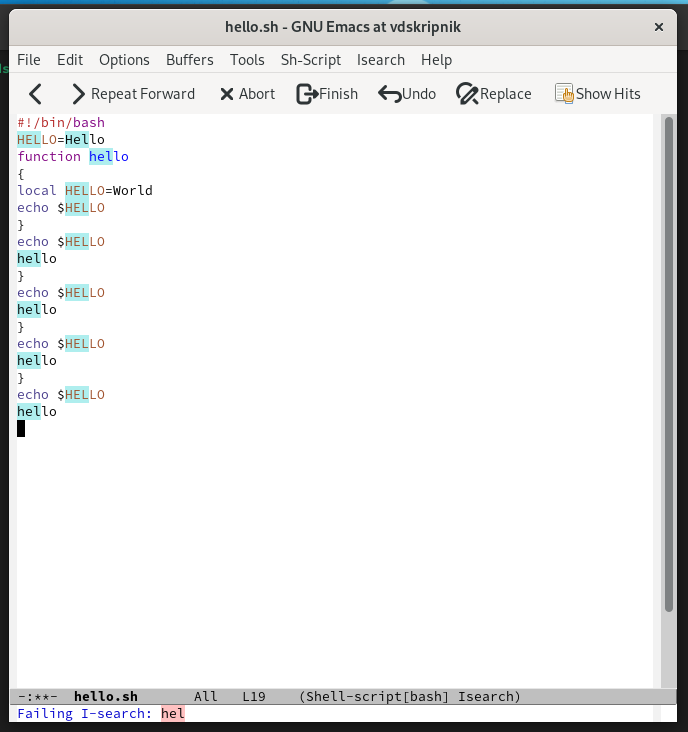 hello.sh - GNU Emacs at vdskripnik
File Edit Options Buffers Tools Sh-Script Isearch Help
Repeat Forward Abort Finish Undo Replace Show Hits
#!/bin/bash
HELLO=Hello
function hello
{
local HELLO=World
echo $HELLO
}
echo $HELLO
hello
}
echo $HELLO
hello
}
echo $HELLO
hello
}
echo $HELLO
hello
-:**- hello.sh All L19 (Shell-script[bash] Isearch)
Failing I-search: hel